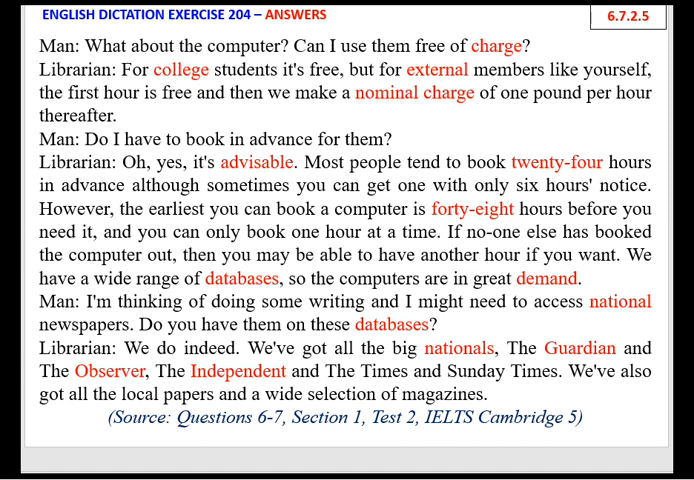 ENGLISH DICTATION EXERCISE 204 – ANSWERS
6.7.2.5
Man: What about the computer? Can I use them free of charge?
Librarian: For college students it's free, but for external members like yourself,
the first hour is free and then we make a nominal charge of one pound per hour
thereafter.
Man: Do I have to book in advance for them?
Librarian: Oh, yes, it's advisable. Most people tend to book twenty-four hours
in advance although sometimes you can get one with only six hours' notice.
However, the earliest you can book a computer is forty-eight hours before you
need it, and you can only book one hour at a time. If no-one else has booked
the computer out, then you may be able to have another hour if you want. We
have a wide range of databases, so the computers are in great demand.
Man: I'm thinking of doing some writing and I might need to access national
newspapers. Do you have them on these databases?
Librarian: We do indeed. We've got all the big nationals, The Guardian and
The Observer, The Independent and The Times and Sunday Times. We've also
got all the local papers and a wide selection of magazines.
(Source: Questions 6-7, Section 1, Test 2, IELTS Cambridge 5)